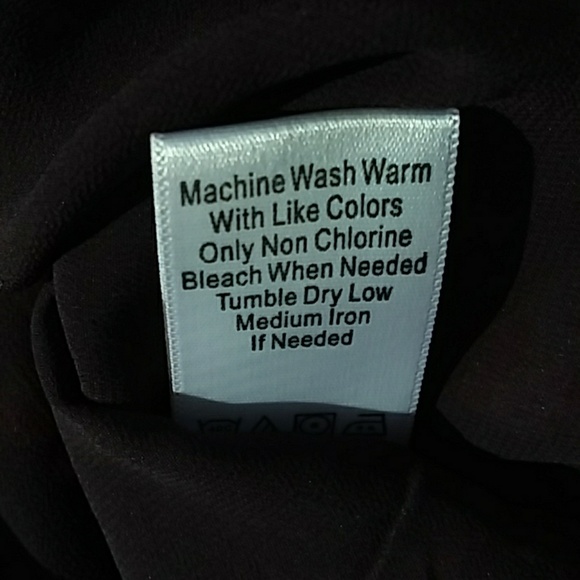 Machine Wash Warm
With Like Colors
Only Non Chlorine
Bleach When Needed
Tumble Dry Low
Medium Iron
If Needed